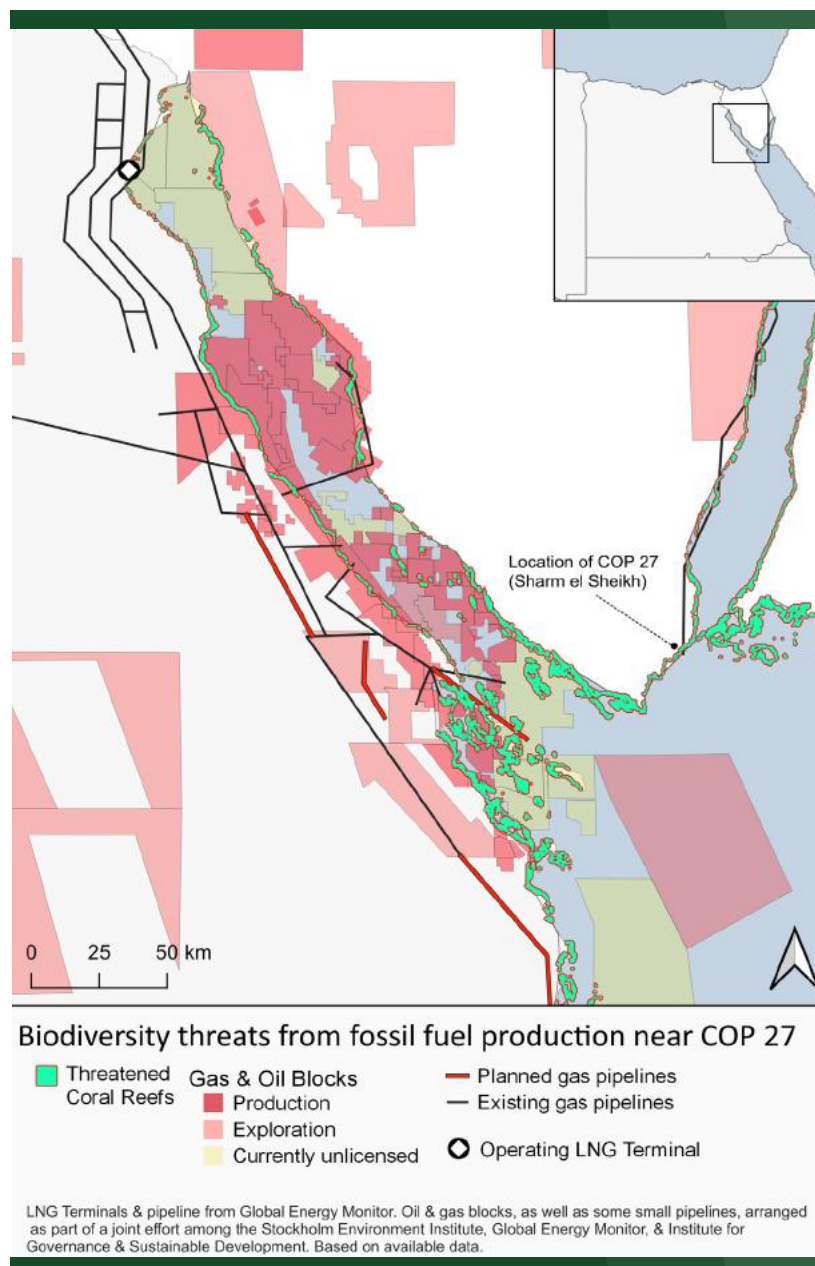 Location of COP 27
(Sharm el Sheikh)
0 25 50 km
Biodiversity threats from fossil fuel production near COP 27
Threatened
Coral Reefs
Gas & Oil Blocks
Production
Exploration
Currently unlicensed
Planned gas pipelines
Existing gas pipelines
Operating LNG Terminal
LNG Terminals & pipeline from Global Energy Monitor. Oil & gas blocks, as well as some small pipelines, arranged
as part of a joint effort among the Stockholm Environment Institute, Global Energy Monitor, & Institute for
Governance & Sustainable Development. Based on available data.